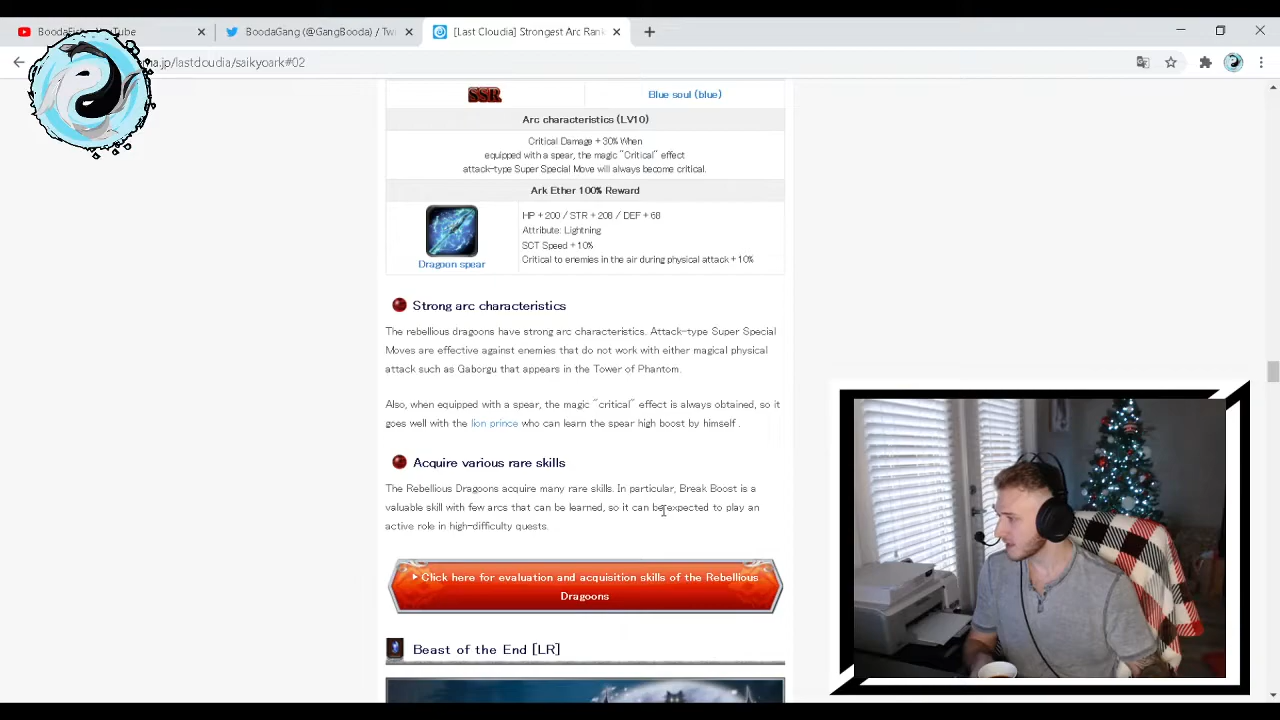 BoodaFish - YouTube
BoodaGang (@GangBooda) / Twi
[Last Cloudia] Strongest Arc Rank
ma.jp/lastcloudia/saikyoark#02
SSR
Blue soul (blue)
Arc characteristics (LV10)
Critical Damage + 30% When
equipped with a spear, the magic "Critical" effect
attack-type Super Special Move will always become critical.
Ark Ether 100% Reward
HP + 200 / STR + 208 / DEF + 68
Attribute: Lightning
SCT Speed + 10%
Critical to enemies in the air during physical attack + 10%
Dragoon spear
Strong arc characteristics
The rebellious dragoons have strong arc characteristics. Attack-type Super Special
Moves are effective against enemies that do not work with either magical physical
attack such as Gaborgu that appears in the Tower of Phantom.
Also, when equipped with a spear, the magic "critical" effect is always obtained, so it
goes well with the lion prince who can learn the spear high boost by himself .
Acquire various rare skills
The Rebellious Dragoons acquire many rare skills. In particular, Break Boost is a
valuable skill with few arcs that can be learned, so it can be expected to play an
active role in high-difficulty quests.
Click here for evaluation and acquisition skills of the Rebellious
Dragoons
Beast of the End [LR]